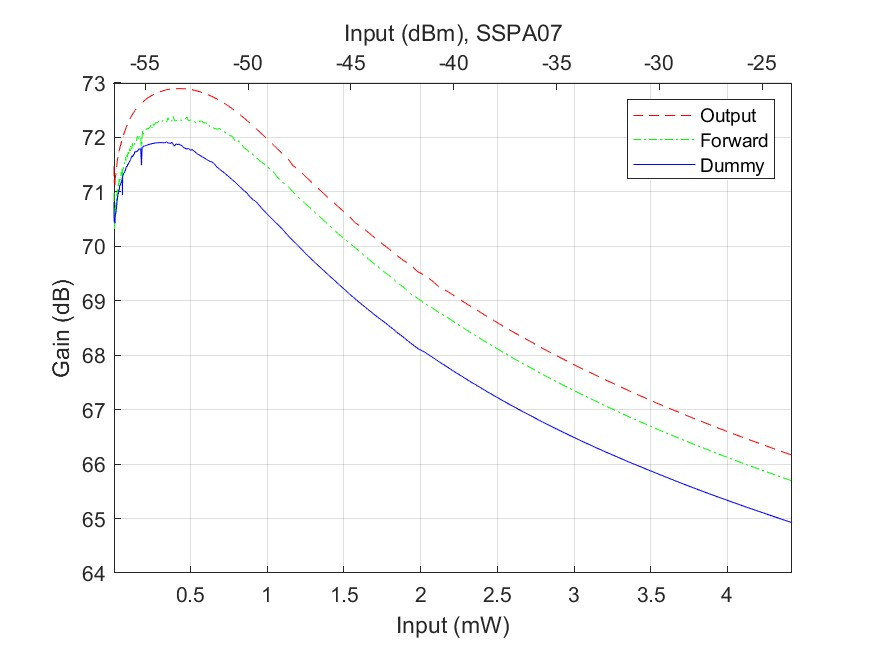 Input (dBm), SSPA07
-55 -50 -45 -40 -35 -30 -25
73
72
71
70
69
68
67
66
65
64
Gain (dB)
Output
Forward
Dummy
0.5 1 1.5 2 2.5 3 3.5 4
Input (mW)